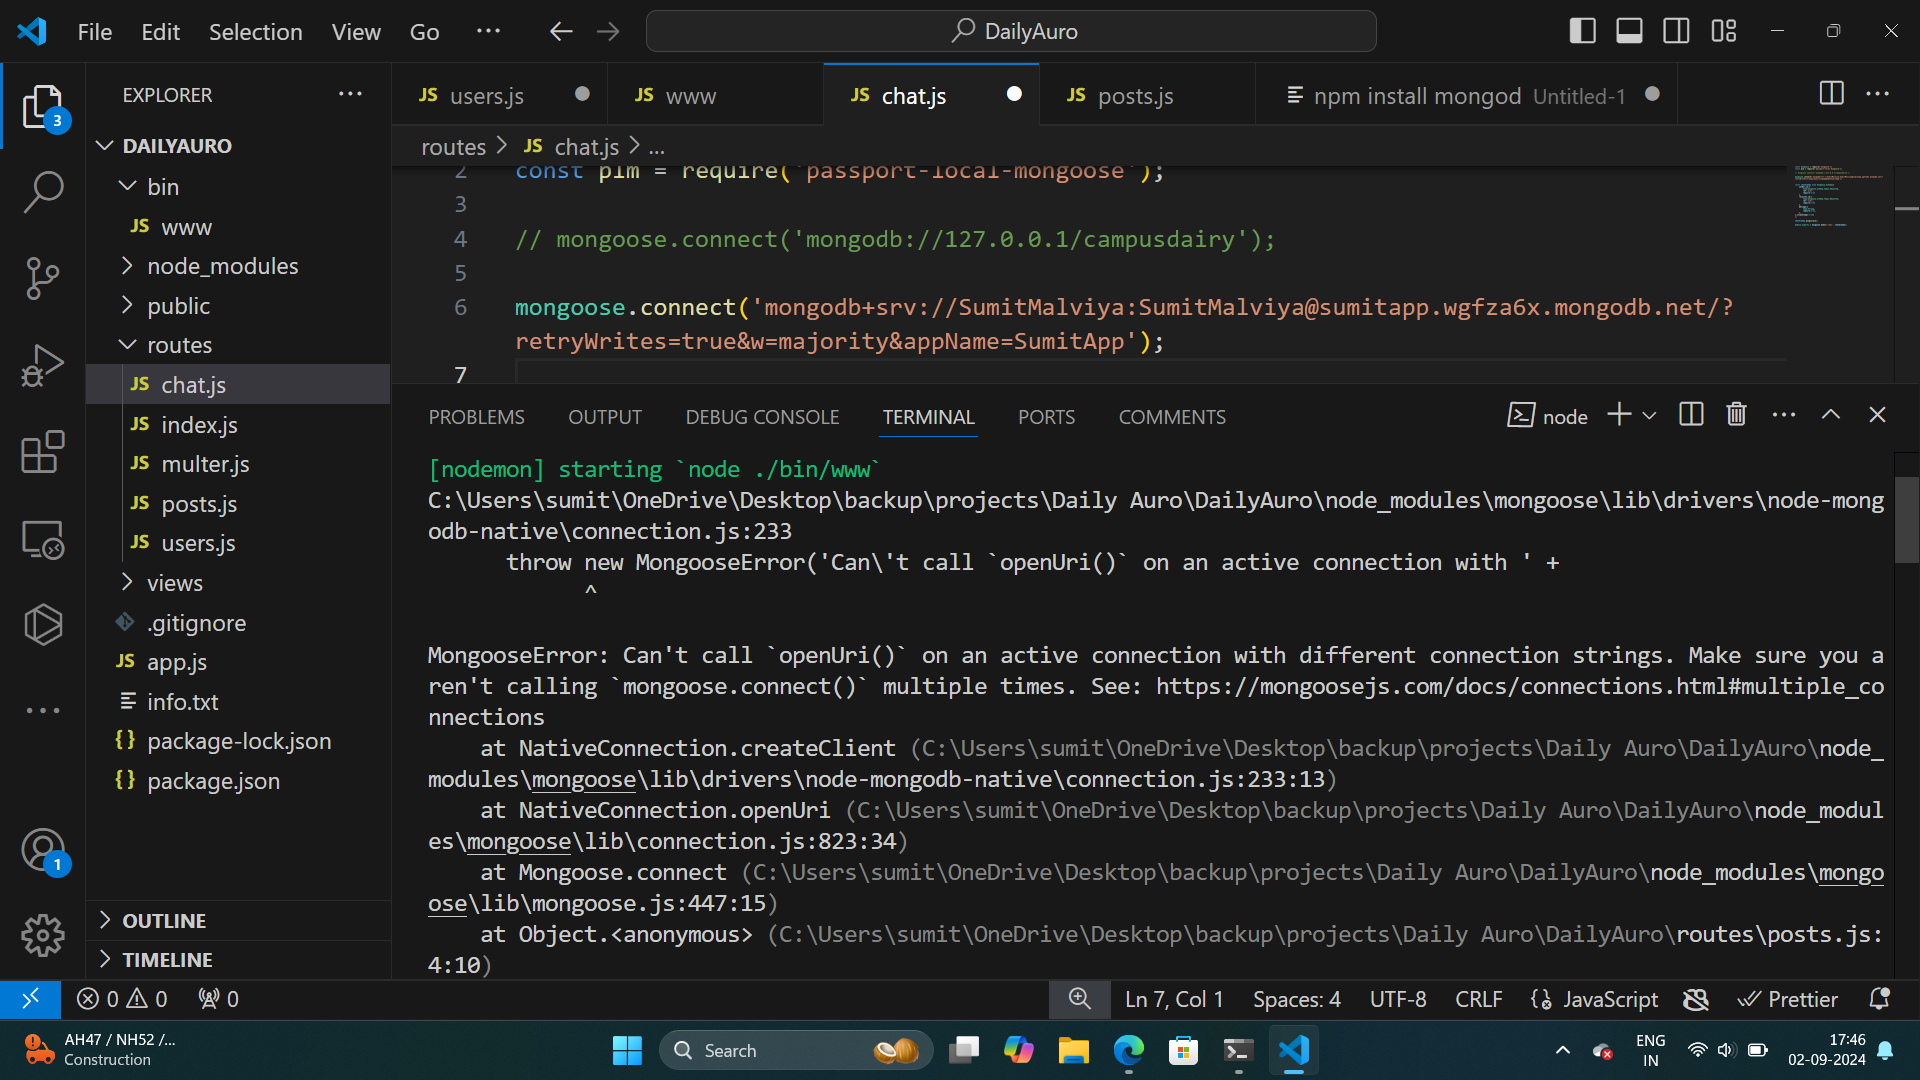 File Edit Selection View Go ··· DailyAuro
EXPLORER ···
3
DAILYAURO
bin
JS www
node_modules
public
routes
JS chat.js
JS index.js
JS multer.js
JS posts.js
JS users.js
views
.gitignore
JS app.js
info.txt
{} package-lock.json
{} package.json
1
OUTLINE
TIMELINE
JS users.js JS www JS chat.js JS posts.js npm install mongod Untitled-1
routes > JS chat.js > ...
2 const plm = require('passport-local-mongoose');
3
4 // mongoose.connect('mongodb://127.0.0.1/campusdairy');
5
6 mongoose.connect('mongodb+srv://SumitMalviya:SumitMalviya@sumitapp.wgfza6x.mongodb.net/?
retryWrites=true&w=majority&appName=SumitApp');
7
PROBLEMS OUTPUT DEBUG CONSOLE TERMINAL PORTS COMMENTS node
[nodemon] starting `node ./bin/www`
C:\Users\sumit\OneDrive\Desktop\backup\projects\Daily Auro\DailyAuro\node_modules\mongoose\lib\drivers\node-mong
odb-native\connection.js:233
throw new MongooseError('Can\'t call `openUri()` on an active connection with ' +
^
MongooseError: Can't call `openUri()` on an active connection with different connection strings. Make sure you a
ren't calling `mongoose.connect()` multiple times. See: https://mongoosejs.com/docs/connections.html#multiple_co
nnections
at NativeConnection.createClient (C:\Users\sumit\OneDrive\Desktop\backup\projects\Daily Auro\DailyAuro\node_
modules\mongoose\lib\drivers\node-mongodb-native\connection.js:233:13)
at NativeConnection.openUri (C:\Users\sumit\OneDrive\Desktop\backup\projects\Daily Auro\DailyAuro\node_modul
es\mongoose\lib\connection.js:823:34)
at Mongoose.connect (C:\Users\sumit\OneDrive\Desktop\backup\projects\Daily Auro\DailyAuro\node_modules\mongo
ose\lib\mongoose.js:447:15)
at Object.<anonymous> (C:\Users\sumit\OneDrive\Desktop\backup\projects\Daily Auro\DailyAuro\routes\posts.js:
4:10)
0 0 0 Ln 7, Col 1 Spaces: 4 UTF-8 CRLF {} JavaScript Prettier
AH47 / NH52 /...
Construction
Search
ENG
IN
17:46
02-09-2024